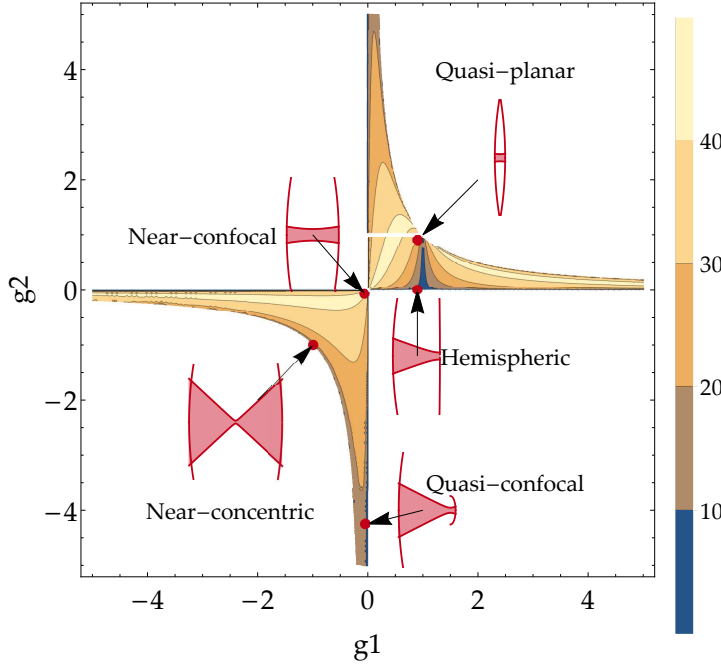 Quasi−planar
Near−confocal
Hemispheric
Quasi−confocal
Near−concentric
g2
4
2
0
−2
−4
−4
−2
0
2
4
g1
40
30
20
10